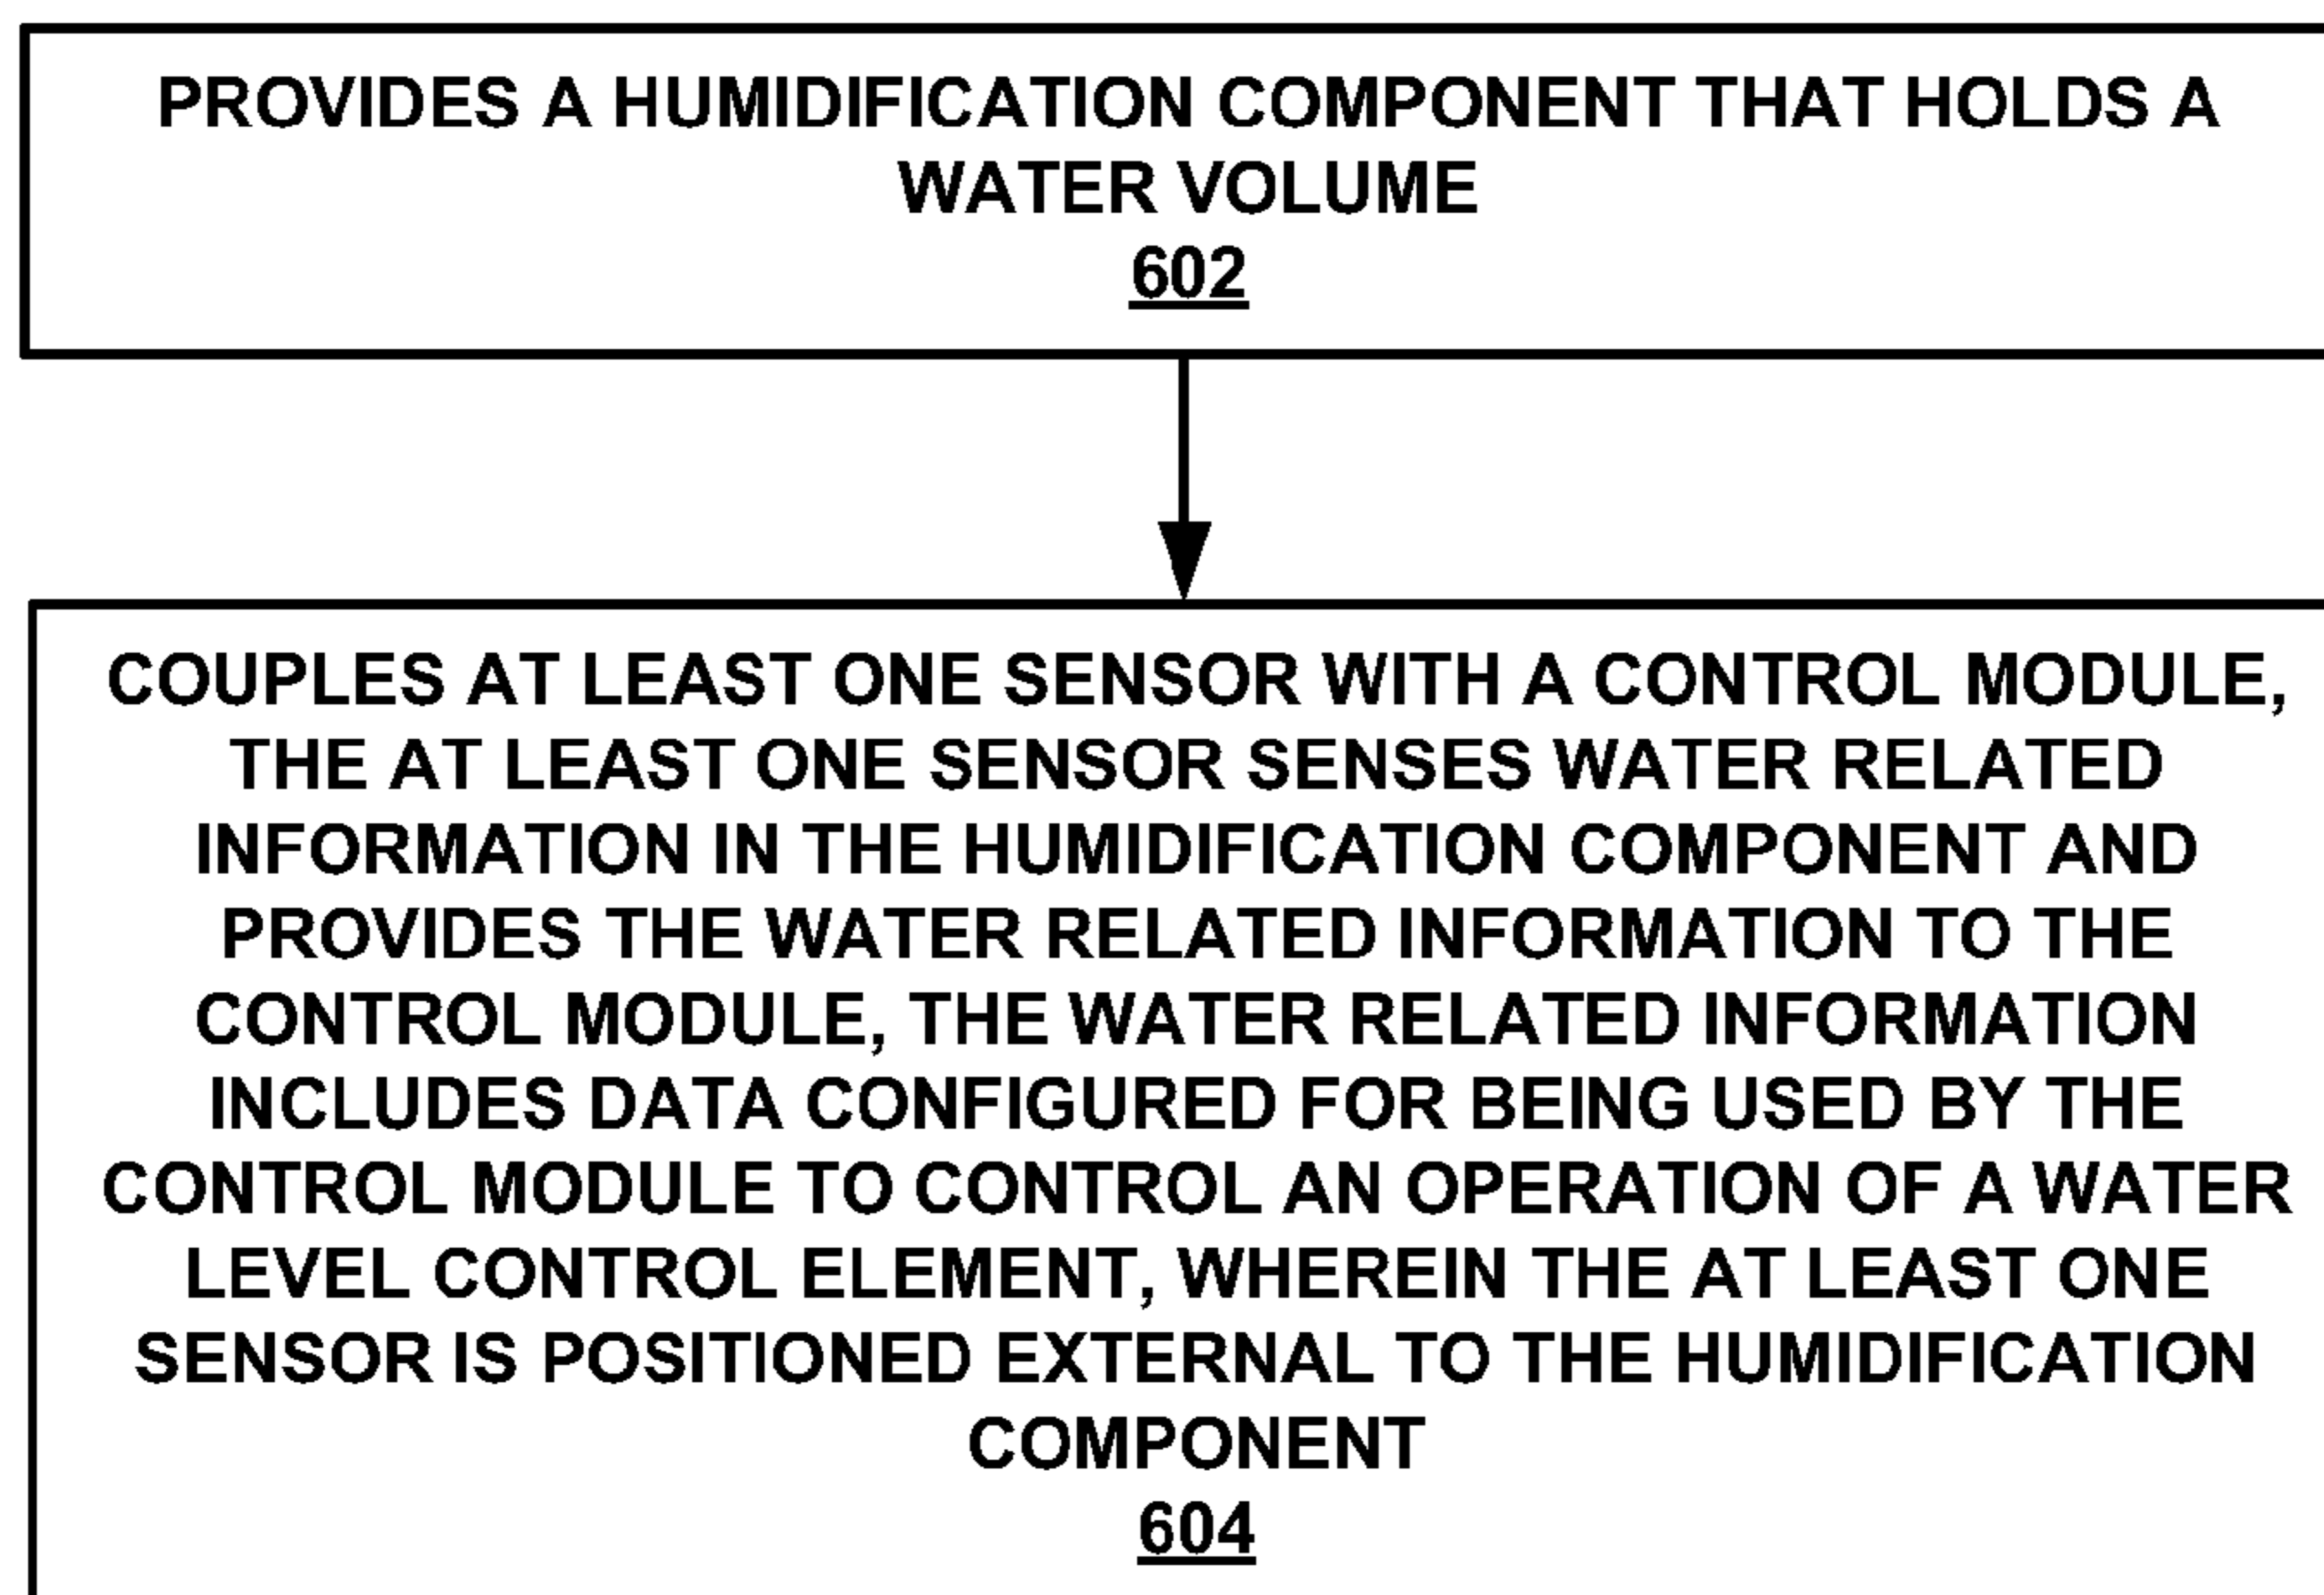 PROVIDES A HUMIDIFICATION COMPONENT THAT HOLDS A
WATER VOLUME
602
COUPLES AT LEAST ONE SENSOR WITH A CONTROL MODULE,
THE AT LEAST ONE SENSOR SENSES WATER RELATED
INFORMATION IN THE HUMIDIFICATION COMPONENT AND
PROVIDES THE WATER RELATED INFORMATION TO THE
CONTROL MODULE, THE WATER RELATED INFORMATION
INCLUDES DATA CONFIGURED FOR BEING USED BY THE
CONTROL MODULE TO CONTROL AN OPERATION OF A WATER
LEVEL CONTROL ELEMENT, WHEREIN THE AT LEAST ONE
SENSOR IS POSITIONED EXTERNAL TO THE HUMIDIFICATION
COMPONENT
604